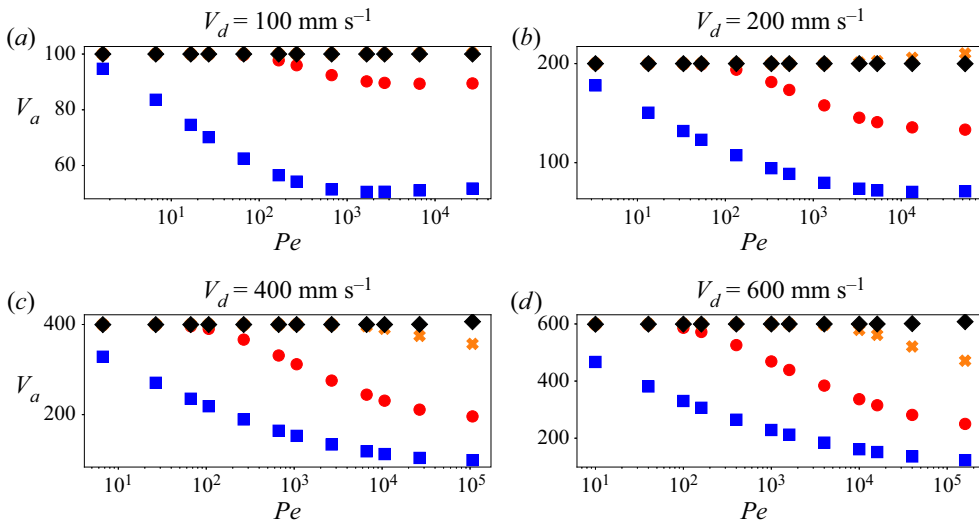 (a) V_d = 100 mm s⁻¹
100
80
60
V_a
10¹ 10² 10³ 10⁴
Pe
(b) V_d = 200 mm s⁻¹
200
100
10¹ 10² 10³ 10⁴
Pe
(c) V_d = 400 mm s⁻¹
400
200
V_a
10¹ 10² 10³ 10⁴ 10⁵
Pe
(d) V_d = 600 mm s⁻¹
600
400
200
10¹ 10² 10³ 10⁴ 10⁵
Pe